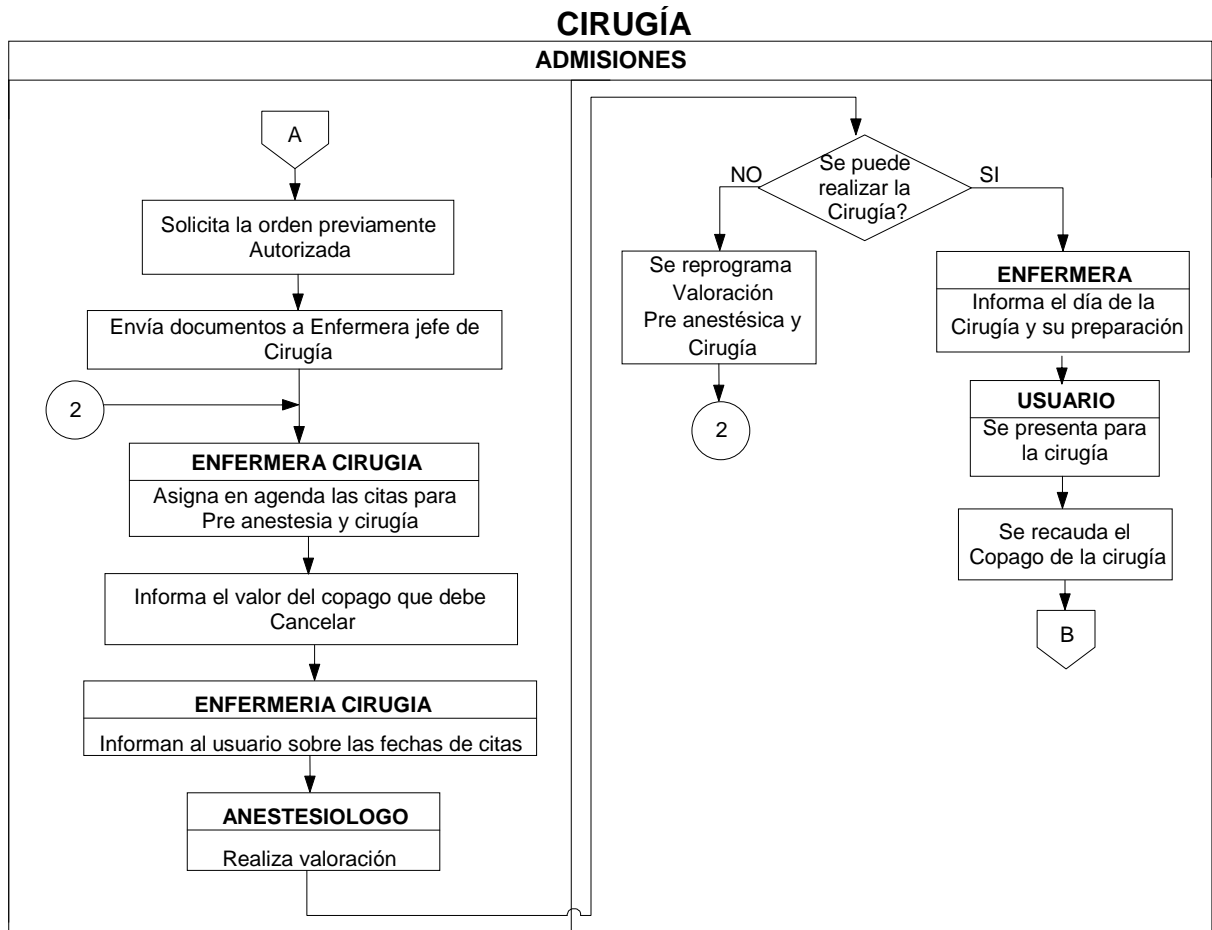 CIRUGÍA
ADMISIONES
A
Solicita la orden previamente
Autorizada
Envía documentos a Enfermera jefe de
Cirugía
2
ENFERMERA CIRUGIA
Asigna en agenda las citas para
Pre anestesia y cirugía
Informa el valor del copago que debe
Cancelar
ENFERMERIA CIRUGIA
Informan al usuario sobre las fechas de citas
ANESTESIOLOGO
Realiza valoración
Se puede
realizar la
Cirugía?
NO
SI
Se reprograma
Valoración
Pre anestésica y
Cirugía
2
ENFERMERA
Informa el día de la
Cirugía y su preparación
USUARIO
Se presenta para
la cirugía
Se recauda el
Copago de la cirugía
B